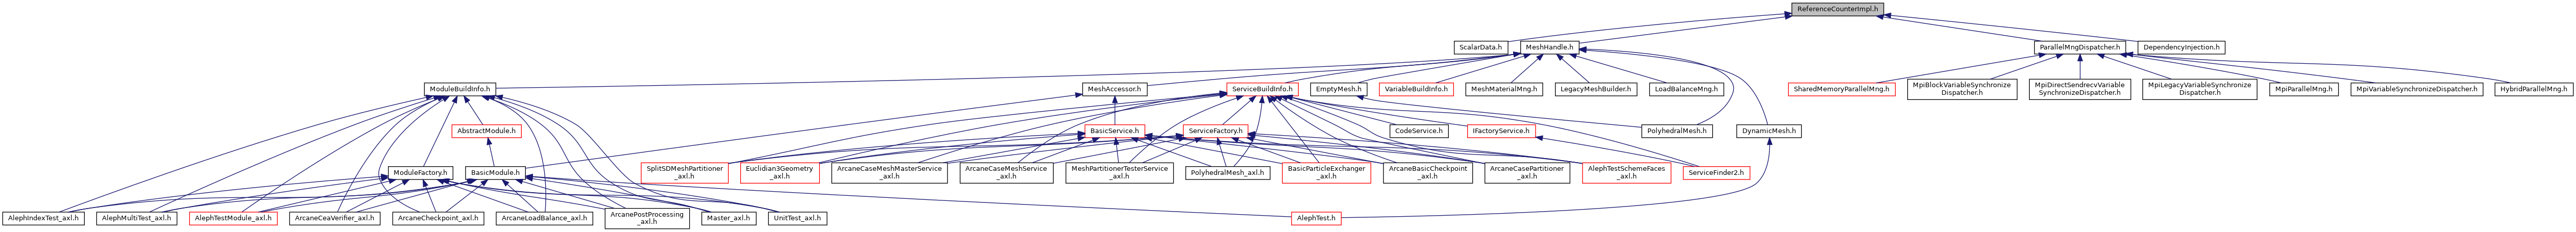 ReferenceCounterImpl.h
ScalarData.h
MeshHandle.h
ParallelMngDispatcher.h
DependencyInjection.h
ModuleBuildInfo.h
MeshAccessor.h
ServiceBuildInfo.h
EmptyMesh.h
VariableBuildInfo.h
MeshMaterialMng.h
LegacyMeshBuilder.h
LoadBalanceMng.h
SharedMemoryParallelMng.h
MpiBlockVariableSynchronize
Dispatcher.h
MpiDirectSendrecvVariable
SynchronizeDispatcher.h
MpiLegacyVariableSynchronize
Dispatcher.h
MpiParallelMng.h
MpiVariableSynchronizeDispatcher.h
HybridParallelMng.h
AbstractModule.h
BasicService.h
ServiceFactory.h
CodeService.h
IFactoryService.h
PolyhedralMesh.h
DynamicMesh.h
ModuleFactory.h
BasicModule.h
SplitSDMeshPartitioner
_axl.h
Euclidian3Geometry
_axl.h
ArcaneCaseMeshMasterService
_axl.h
ArcaneCaseMeshService
_axl.h
MeshPartitionerTesterService
_axl.h
PolyhedralMesh_axl.h
BasicParticleExchanger
_axl.h
ArcaneBasicCheckpoint
_axl.h
ArcaneCasePartitioner
_axl.h
AlephTestSchemeFaces
_axl.h
ServiceFinder2.h
AlephIndexTest_axl.h
AlephMultiTest_axl.h
AlephTestModule_axl.h
ArcaneCeaVerifier_axl.h
ArcaneCheckpoint_axl.h
ArcaneLoadBalance_axl.h
ArcanePostProcessing
_axl.h
Master_axl.h
UnitTest_axl.h
AlephTest.h